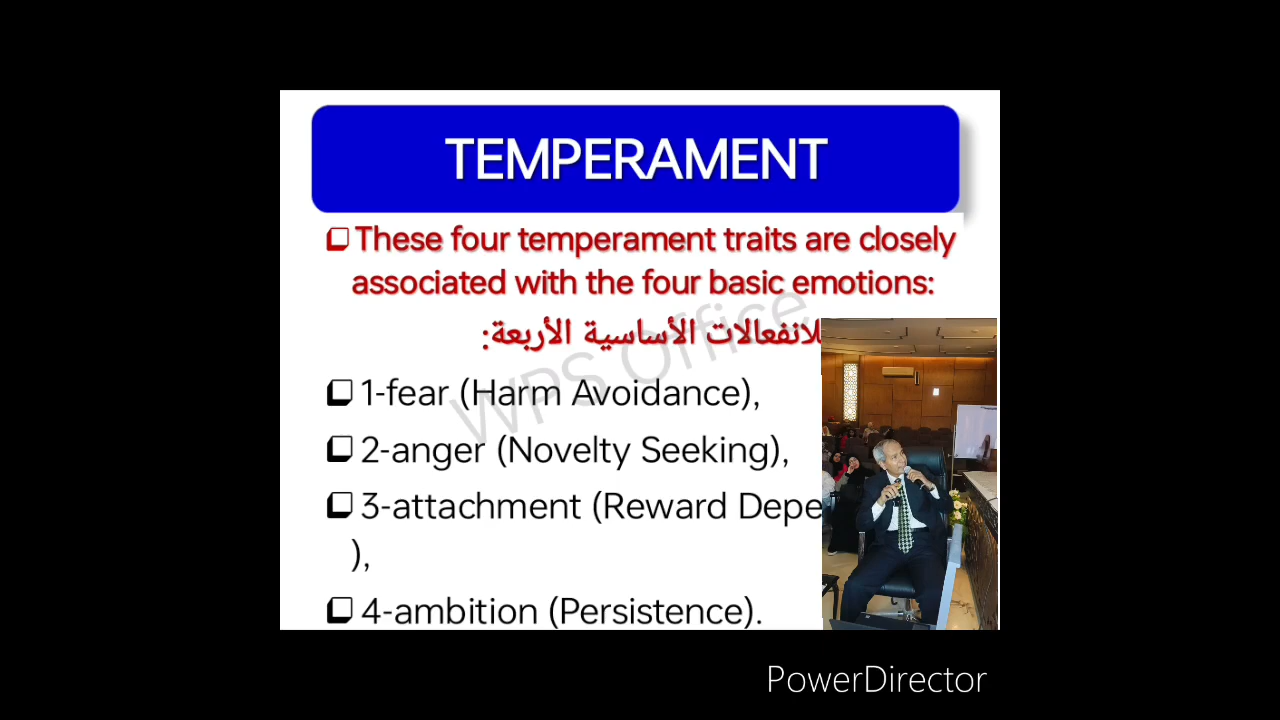 TEMPERAMENT
❑ These four temperament traits are closely
associated with the four basic emotions:
للانفعالات الأساسية الأربعة:
WPS Office
❑ 1-fear (Harm Avoidance),
❑ 2-anger (Novelty Seeking),
❑ 3-attachment (Reward Depe
),
❑ 4-ambition (Persistence).
PowerDirector